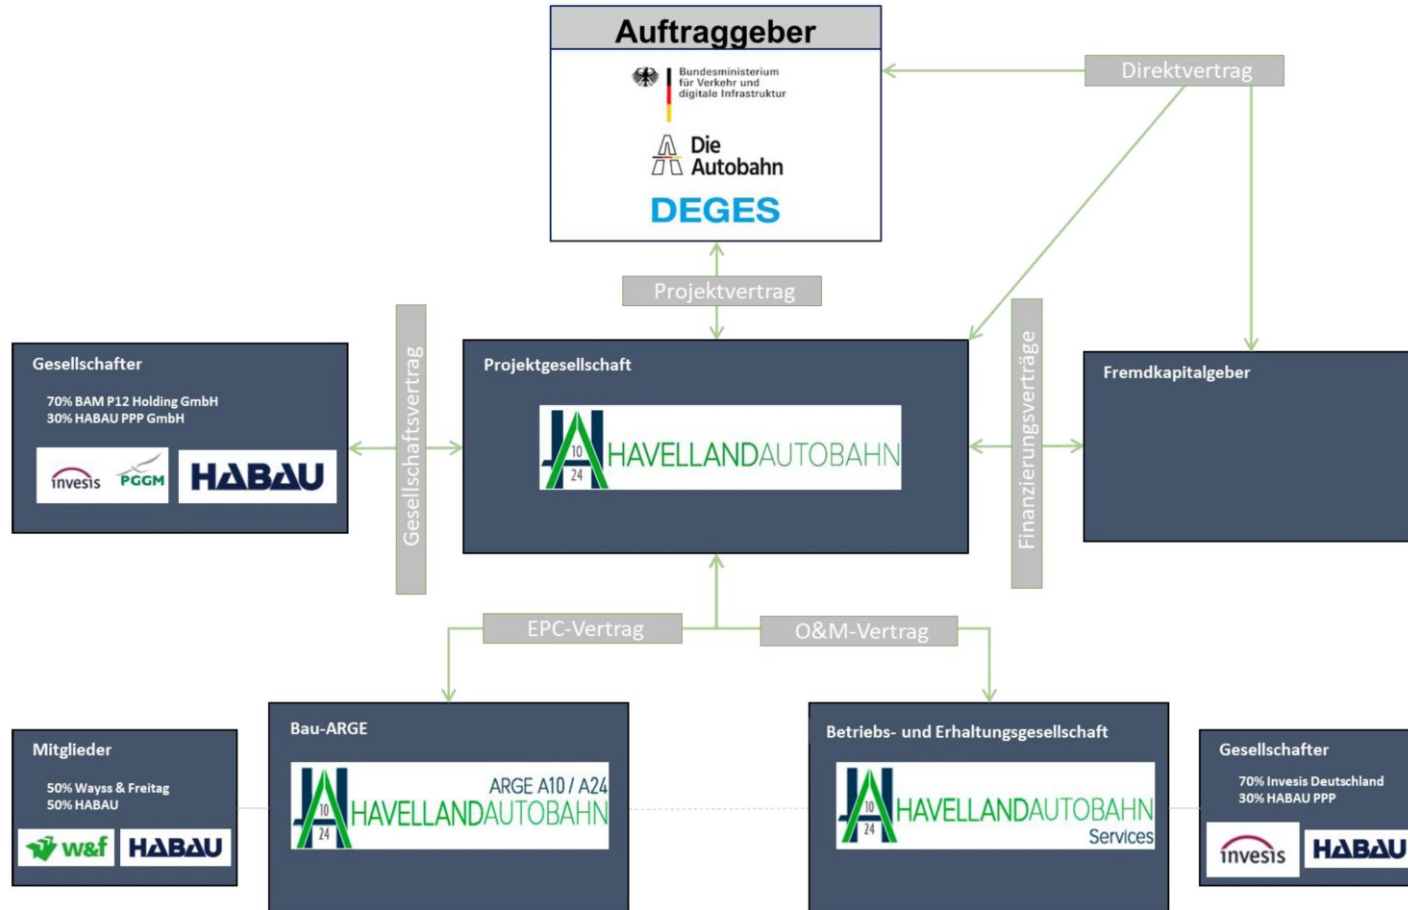 Auftraggeber
Bundesministerium
für Verkehr und
digitale Infrastruktur
Die
Autobahn
DEGES
Direktvertrag
Projektvertrag
Gesellschaftsvertrag
Finanzierungsverträge
Gesellschafter
70% BAM P12 Holding GmbH
30% HABAU PPP GmbH
invesis
PGGM
HABAU
Projektgesellschaft
10
24
HAVELLANDAUTOBAHN
Fremdkapitalgeber
EPC-Vertrag
O&M-Vertrag
Mitglieder
50% Wayss & Freitag
50% HABAU
w&f
HABAU
Bau-ARGE
ARGE A10 / A24
10
24
HAVELLANDAUTOBAHN
Betriebs- und Erhaltungsgesellschaft
10
24
HAVELLANDAUTOBAHN
Services
Gesellschafter
70% Invesis Deutschland
30% HABAU PPP
invesis
HABAU